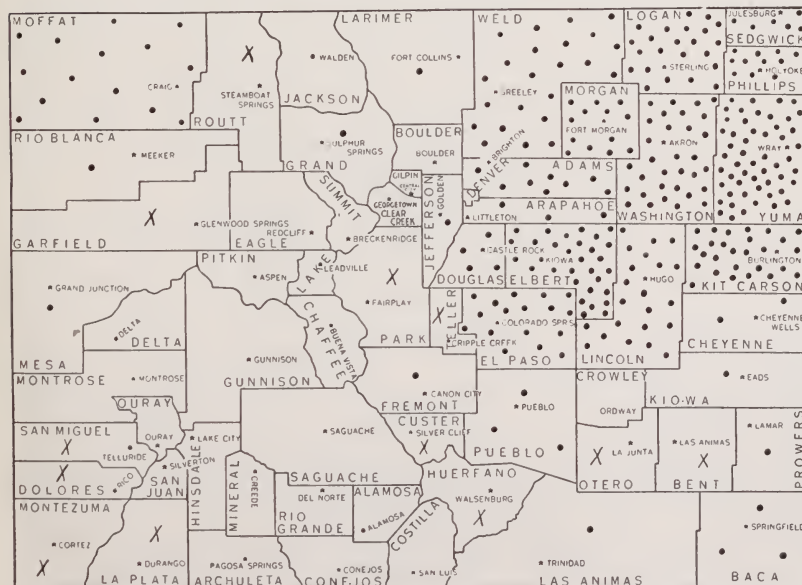 MOFFAT
LARIMER
WELD
LOGAN
JULESBURG
SEDGWICK
WALDEN
FORT COLLINS
CRAIG
STEAMBOAT SPRINGS
STERLING
HOLYOKE
PHILLIPS
JACKSON
GREELEY
MORGAN
ROUTT
FORT MORGAN
RIO BLANCA
BOULDER
AKRON
WRAY
SULPHUR SPRINGS
MEEKER
BOULDER
BRIGHTON
GRAND
ADAMS
GILPIN
DENVER
SUMMIT
GEORGETOWN
CLEAR CREEK
GOLDEN
JEFFERSON
ARAPAHOE
GLENWOOD SPRINGS
REDCLIFF
LITTLETON
WASHINGTON
YUMA
GARFIELD
EAGLE
BRECKENRIDGE
PITKIN
CASTLE ROCK
KIOWA
BURLINGTON
LEADVILLE
LAKE
ASPEN
HUGO
GRAND JUNCTION
DOUGLAS
ELBERT
KIT CARSON
FAIRPLAY
CHAFFEE
TELLER
CHEYENNE WELLS
COLORADO SPRS
DELTA
BUENA VISTA
DELTA
PARK
CRIPPLE CREEK
CHEYENNE
MESA
GUNNISON
EL PASO
LINCOLN
MONTROSE
MONTROSE
GUNNISON
CROWLEY
EADS
CANON CITY
OURAY
FREMONT
PUEBLO
ORDWAY
KIOWA
CUSTER
SAN MIGUEL
LAKE CITY
SAGUACHE
SILVER CLIFF
LAMAR
OURAY
LA JUNTA
LAS ANIMAS
TELLURIDE
PUEBLO
PROWERS
SILVERTON
HINSDALE
SAGUACHE
HUERFANO
RICO
SAN JUAN
MINERAL
CREEDE
DOLORES
OTERO
BENT
DEL NORTE
ALAMOSA
WALSENBURG
MONTEZUMA
RIO GRANDE
COSTILLA
SPRINGFIELD
ALAMOSA
CORTEZ
DURANGO
PAGOSA SPRINGS
CONEJOS
SAN LUIS
TRINIDAD
LA PLATA
ARCHULETA
CONEJOS
LAS ANIMAS
BACA